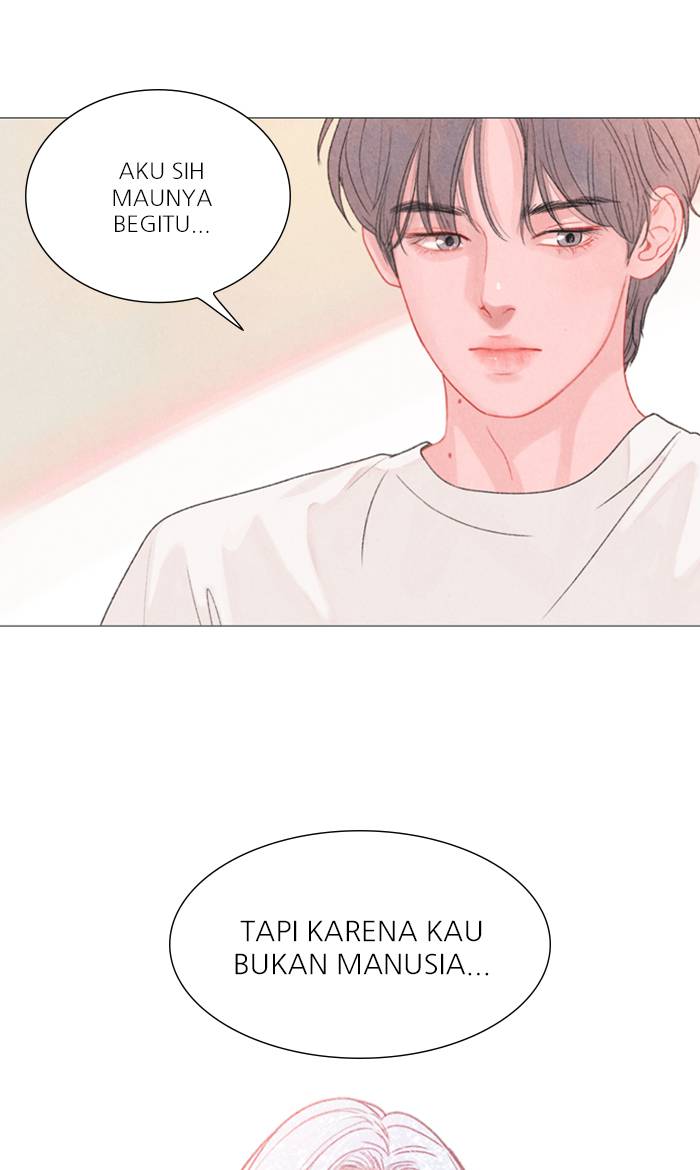 AKU SIH
MAUNYA
BEGITU...
TAPI KARENA KAU
BUKAN MANUSIA...